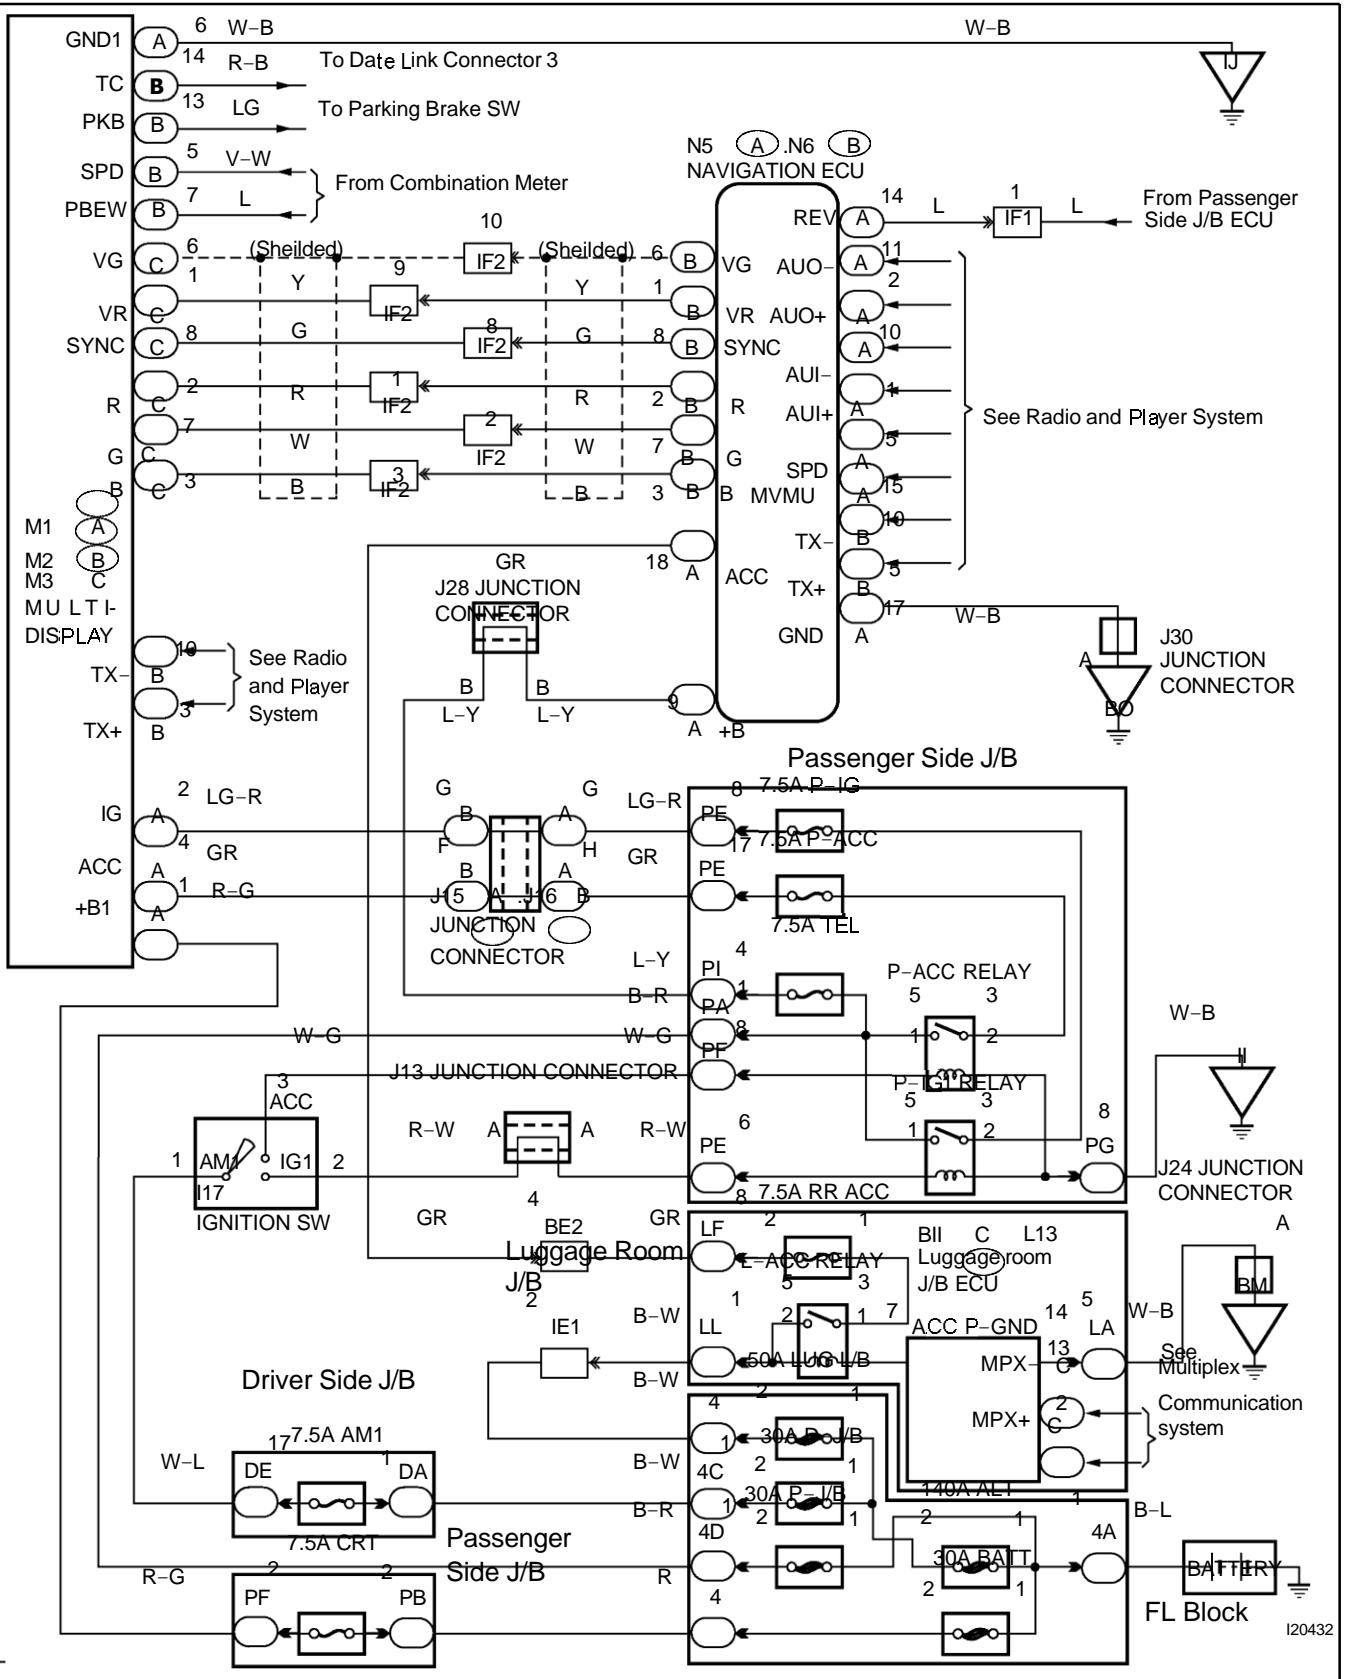 6 W−B W−B
GND1 A
14 R−B To Date Link Connector 3 IJ
TC B
13 LG To Parking Brake SW
PKB B
5 V−W
SPD B From Combination Meter
7 L
PBEW B
N5 A .N6 B
NAVIGATION ECU
REV A 14 L 1 IF1 L From Passenger
Side J/B ECU
10
VG C 6 (Sheilded) IF2 (Sheilded) 6 B VG
AUO− A 11
1 Y 9 Y 1
2
VR C IF2 B VR AUO+ A
SYNC C 8 G 8 IF2 G 8 B SYNC
A 10
AUI−
2 R 1 R 2
R C IF2 B R
1
AUI+ A
See Radio and Player System
7 W 2 W 7
G C IF2 B G
5
SPD A
B C 3 B 3 IF2 B 3 B B
MVMU A 15
M1 A
M2 B
M3 C
MULTI-
DISPLAY
10
TX− B
5
TX+ B
18 A ACC
GR
J28 JUNCTION
CONNECTOR
17 W−B
GND A
J30
JUNCTION
CONNECTOR
A
BO
10
TX− B
3
TX+ B
See Radio
and Player
System
B B
L−Y L−Y
9
A +B
Passenger Side J/B
2 LG−R G G LG−R 8 7.5A P−IG
IG A B A PE
4 F H 17 7.5A P−ACC
GR GR
ACC A B A PE
1 R−G J15 A .J16 B
+B1 A JUNCTION 7.5A TEL
CONNECTOR
L−Y 4
PI P−ACC RELAY
B−R 1 5 3
PA W−B
W−G W−G 8 1 2
PF
J13 JUNCTION CONNECTOR
P−IG1 RELAY
II
3 5 3
ACC
R−W A A R−W 6 1 2 8
1 AM1 IG1 2 PE PG
I17
IGNITION SW
J24 JUNCTION
CONNECTOR
A
4 8 7.5A RR ACC
GR BE2 GR LF 2 1 BII C L13
Luggage Room
J/B
L−ACC RELAY
Luggage room
J/B ECU
BM
2 5 3
IE1 B−W 1 2 1 7 14 5 W−B
LL ACC P−GND 13 LA
50A LUG L/B MPX− C
See
Multiplex
B−W
Driver Side J/B
2 1
4 2
MPX+ C
Communication
system
1 30A D−J/B
17 7.5A AM1
W−L 1 B−W 2 1
DE DA 4C
1 30A P−J/B 140A ALT 1
B−R 2 1 2 1 B−L
7.5A CRT 4D 4A
Passenger
Side J/B
30A BATT
BATTERY
R−G 2 2 R
2 1
PF PB 4
FL Block
I20432